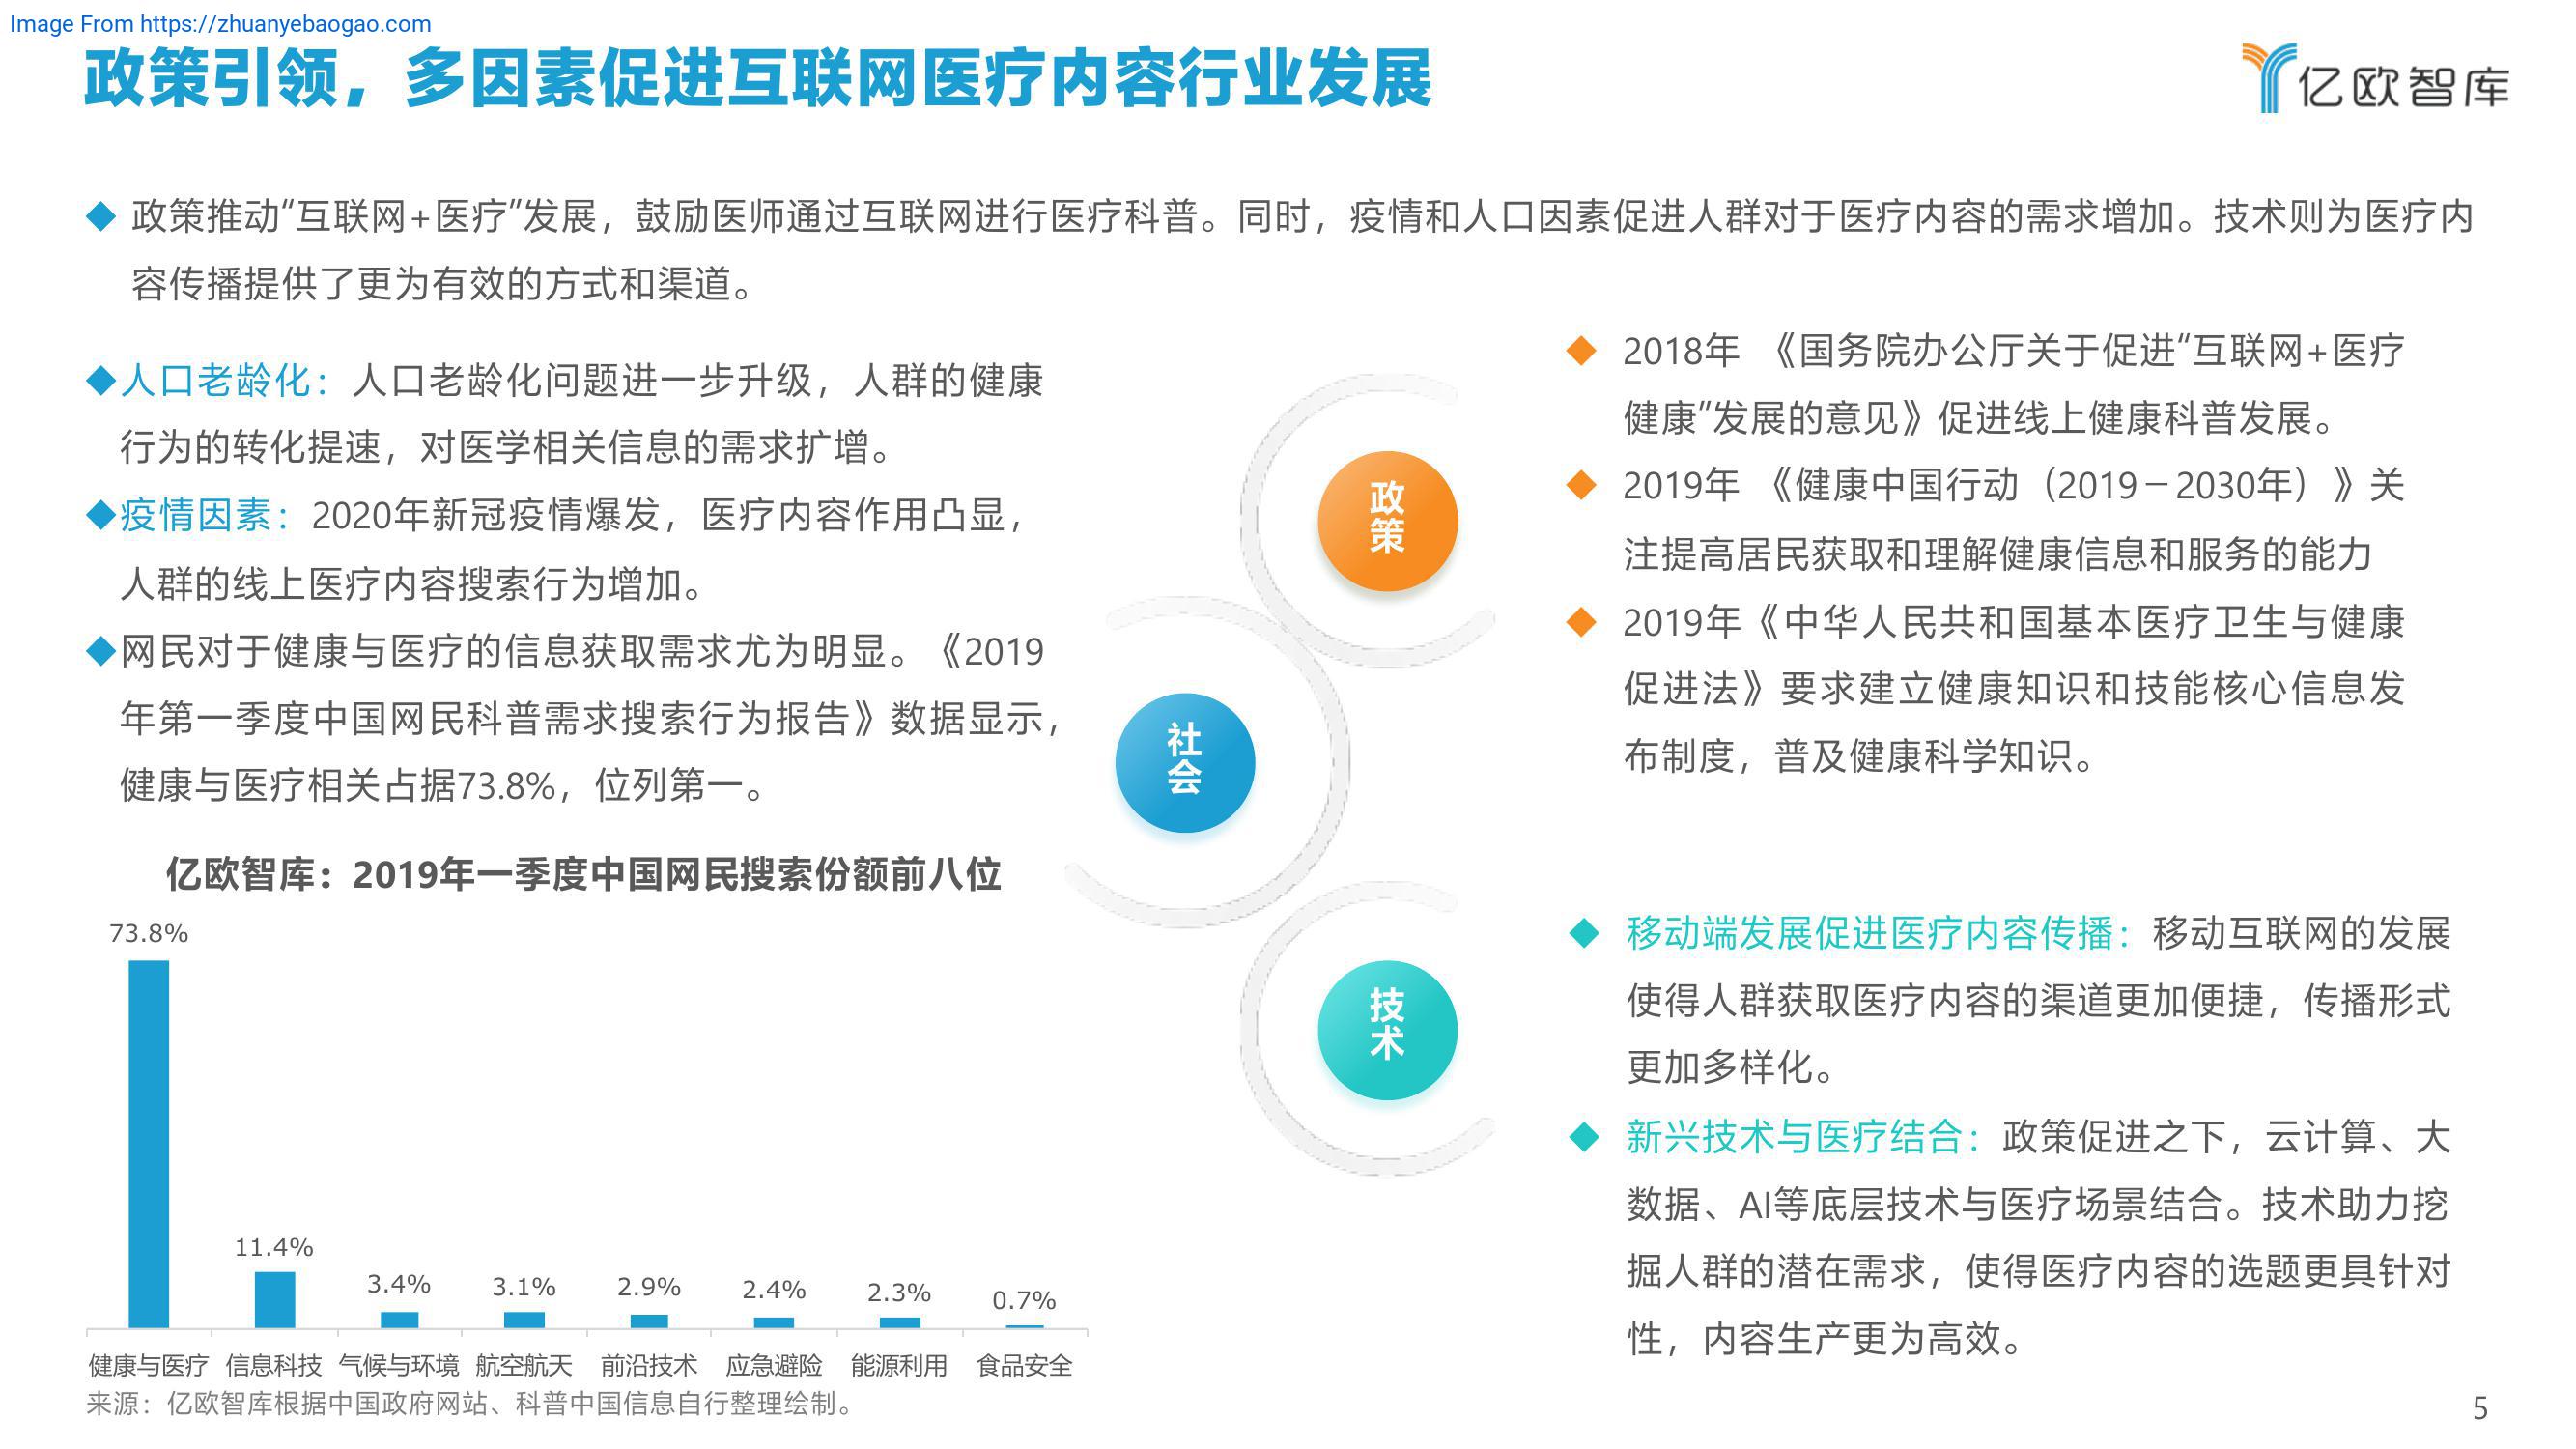 Image From https://zhuanyebaogao.com
政策引领，多因素促进互联网医疗内容行业发展
亿欧智库
◆ 政策推动“互联网+医疗”发展，鼓励医师通过互联网进行医疗科普。同时，疫情和人口因素促进人群对于医疗内容的需求增加。技术则为医疗内
容传播提供了更为有效的方式和渠道。
◆人口老龄化：人口老龄化问题进一步升级，人群的健康
行为的转化提速，对医学相关信息的需求扩增。
◆疫情因素：2020年新冠疫情爆发，医疗内容作用凸显，
人群的线上医疗内容搜索行为增加。
◆网民对于健康与医疗的信息获取需求尤为明显。《2019
年第一季度中国网民科普需求搜索行为报告》数据显示，
健康与医疗相关占据73.8%，位列第一。
亿欧智库：2019年一季度中国网民搜索份额前八位
73.8%
11.4%
3.4%
3.1%
2.9%
2.4%
2.3%
0.7%
健康与医疗 信息科技 气候与环境 航空航天 前沿技术 应急避险 能源利用 食品安全
来源：亿欧智库根据中国政府网站、科普中国信息自行整理绘制。
政
策
社
会
技
术
◆ 2018年 《国务院办公厅关于促进“互联网+医疗
健康”发展的意见》促进线上健康科普发展。
◆ 2019年 《健康中国行动（2019－2030年）》关
注提高居民获取和理解健康信息和服务的能力
◆ 2019年《中华人民共和国基本医疗卫生与健康
促进法》要求建立健康知识和技能核心信息发
布制度，普及健康科学知识。
◆ 移动端发展促进医疗内容传播：移动互联网的发展
使得人群获取医疗内容的渠道更加便捷，传播形式
更加多样化。
◆ 新兴技术与医疗结合：政策促进之下，云计算、大
数据、AI等底层技术与医疗场景结合。技术助力挖
掘人群的潜在需求，使得医疗内容的选题更具针对
性，内容生产更为高效。
5